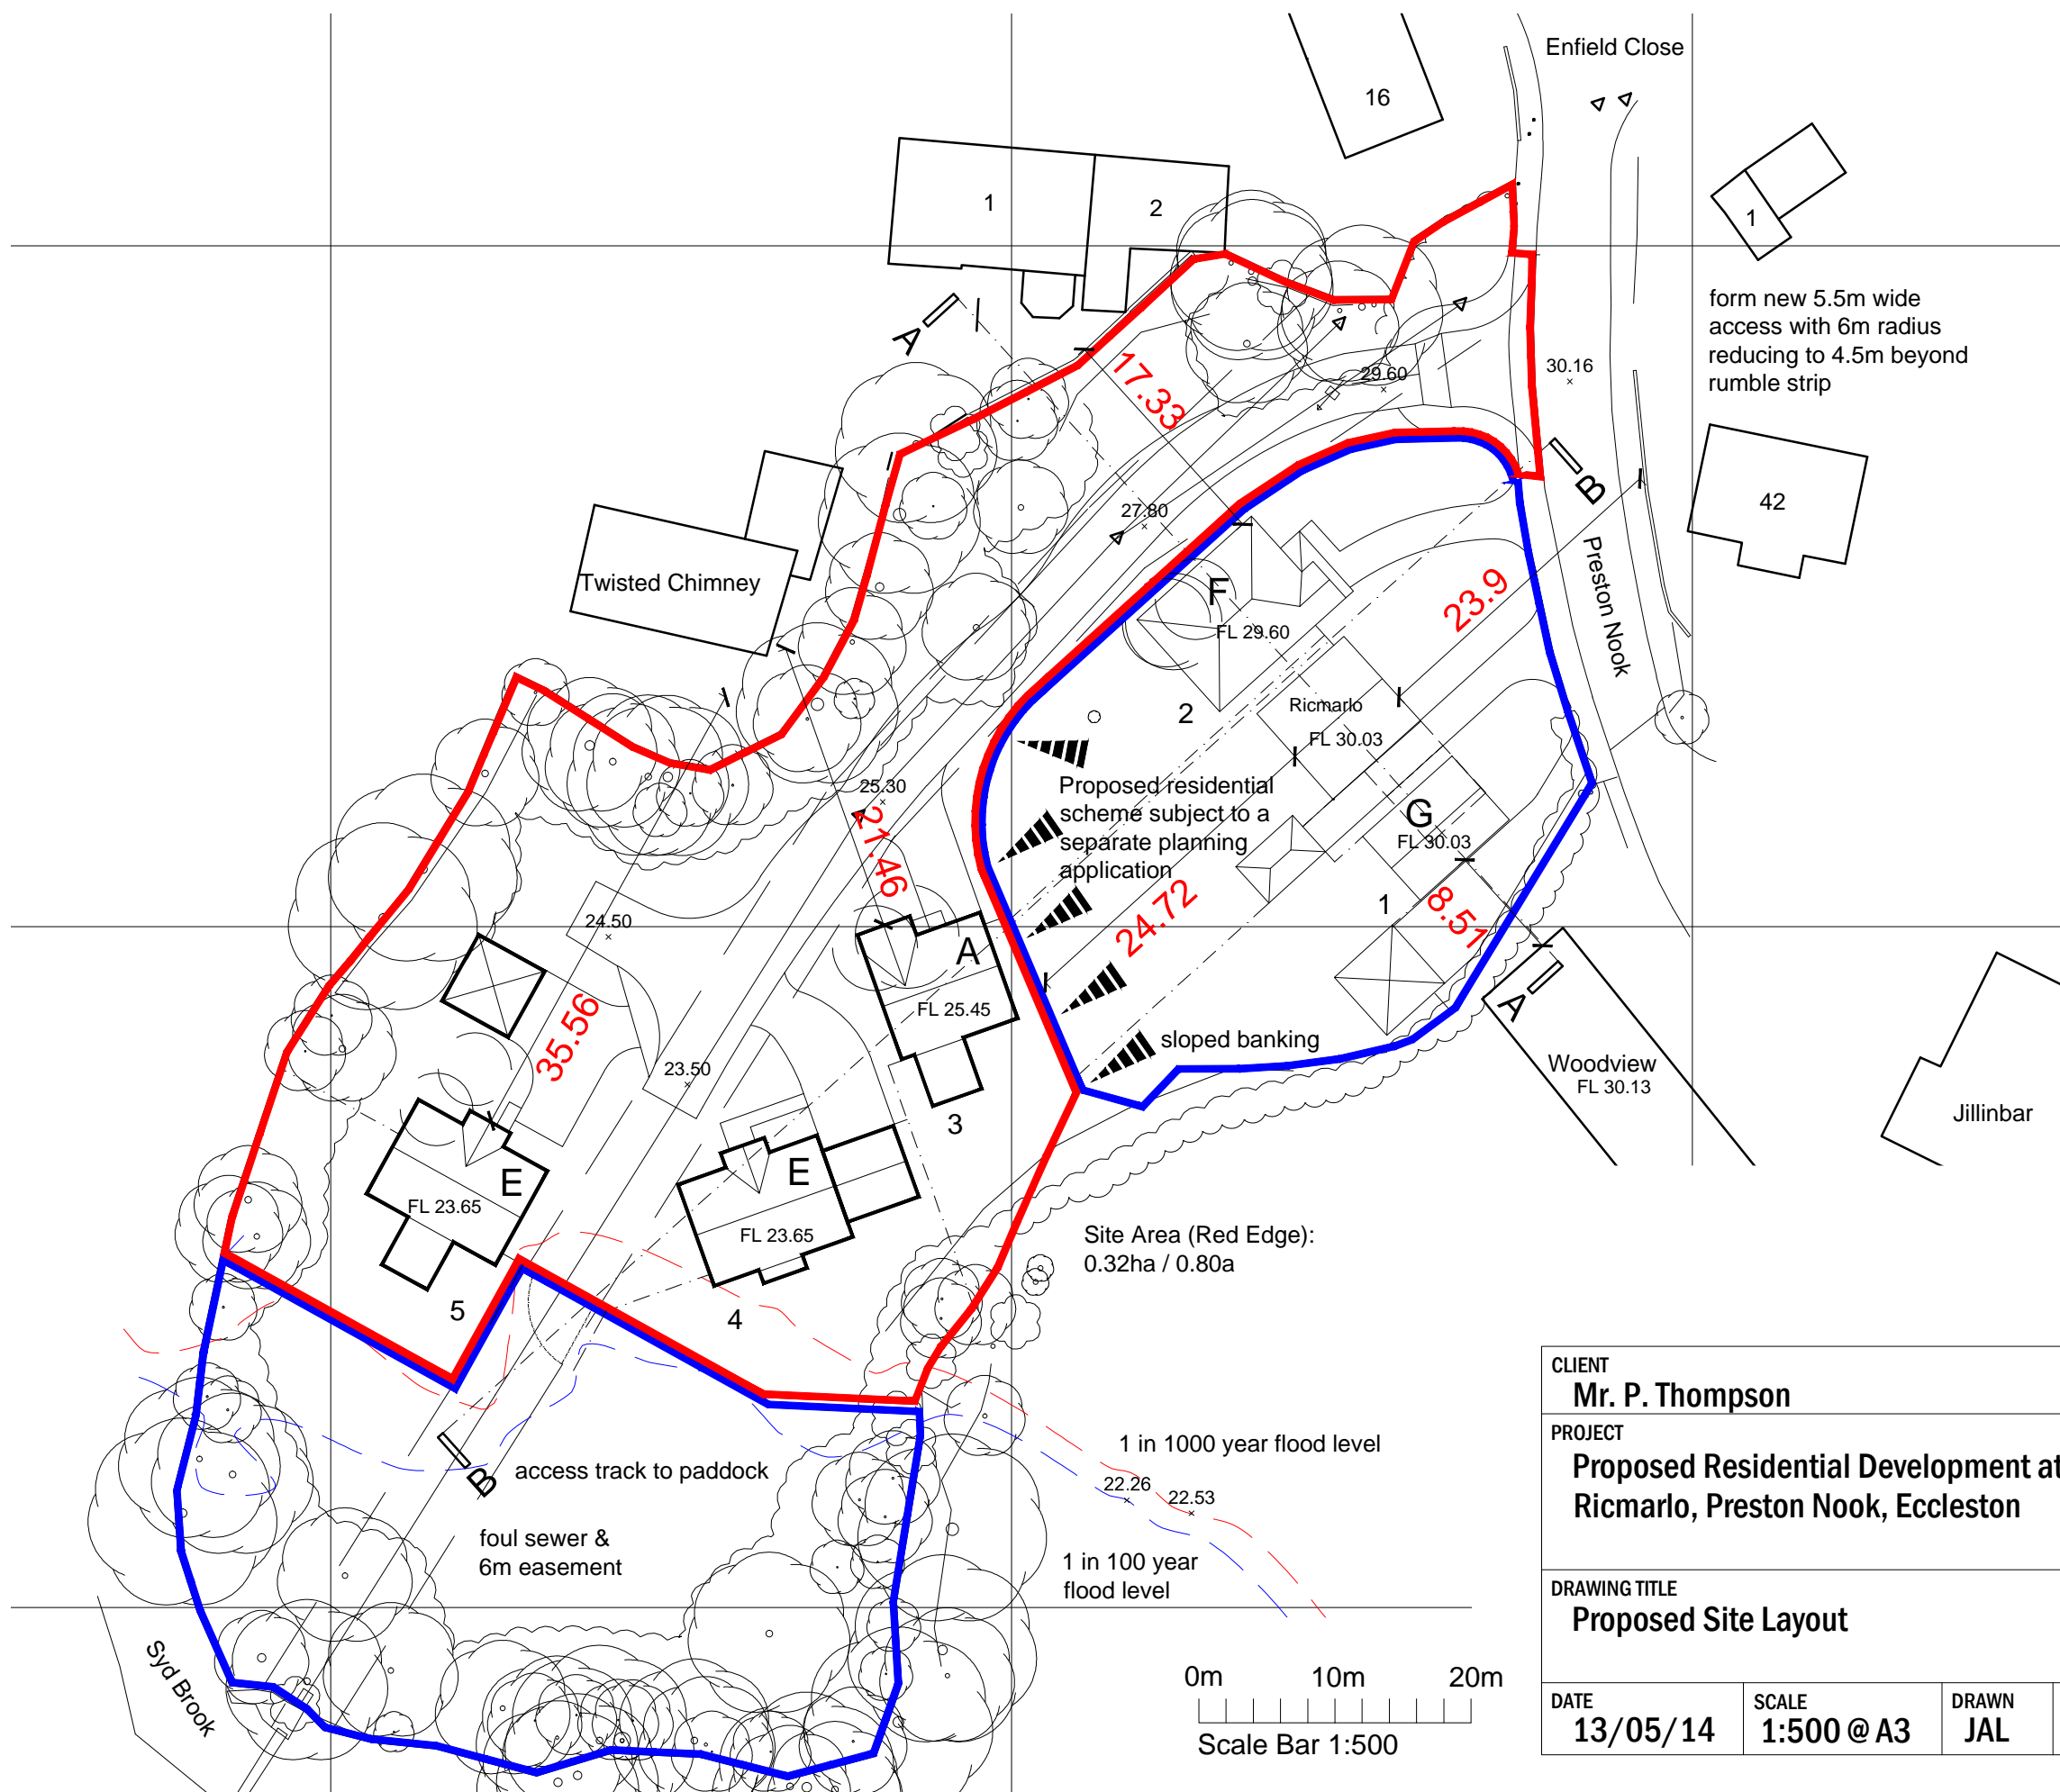 Enfield Close
16
1
2
1
form new 5.5m wide
access with 6m radius
reducing to 4.5m beyond
rumble strip
A
17.33
29.60
30.16
B
42
27.80
Twisted Chimney
F
FL 29.60
23.9
Preston Nook
2
Ricmarlo
FL 30.03
25.30
21.46
Proposed residential
scheme subject to a
separate planning
application
G
FL 30.03
24.72
1
8.51
24.50
A
FL 25.45
35.56
23.50
sloped banking
A
Woodview
FL 30.13
Jillinbar
3
E
FL 23.65
E
FL 23.65
5
4
Site Area (Red Edge):
0.32ha / 0.80a
B
access track to paddock
1 in 1000 year flood level
22.26
22.53
foul sewer &
6m easement
1 in 100 year
flood level
Syd Brook
0m 10m 20m
Scale Bar 1:500
CLIENT
Mr. P. Thompson
PROJECT
Proposed Residential Development at
Ricmarlo, Preston Nook, Eccleston
DRAWING TITLE
Proposed Site Layout
DATE
13/05/14
SCALE
1:500 @ A3
DRAWN
JAL